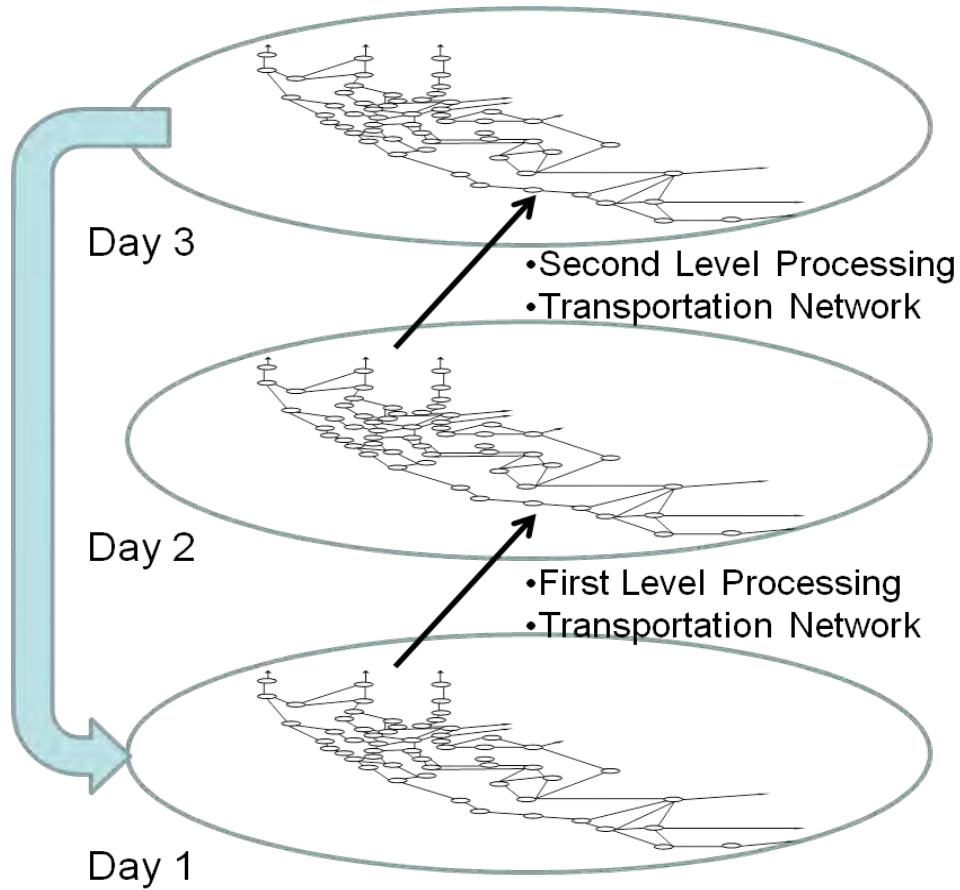 Day 3
•Second Level Processing
•Transportation Network
Day 2
•First Level Processing
•Transportation Network
Day 1